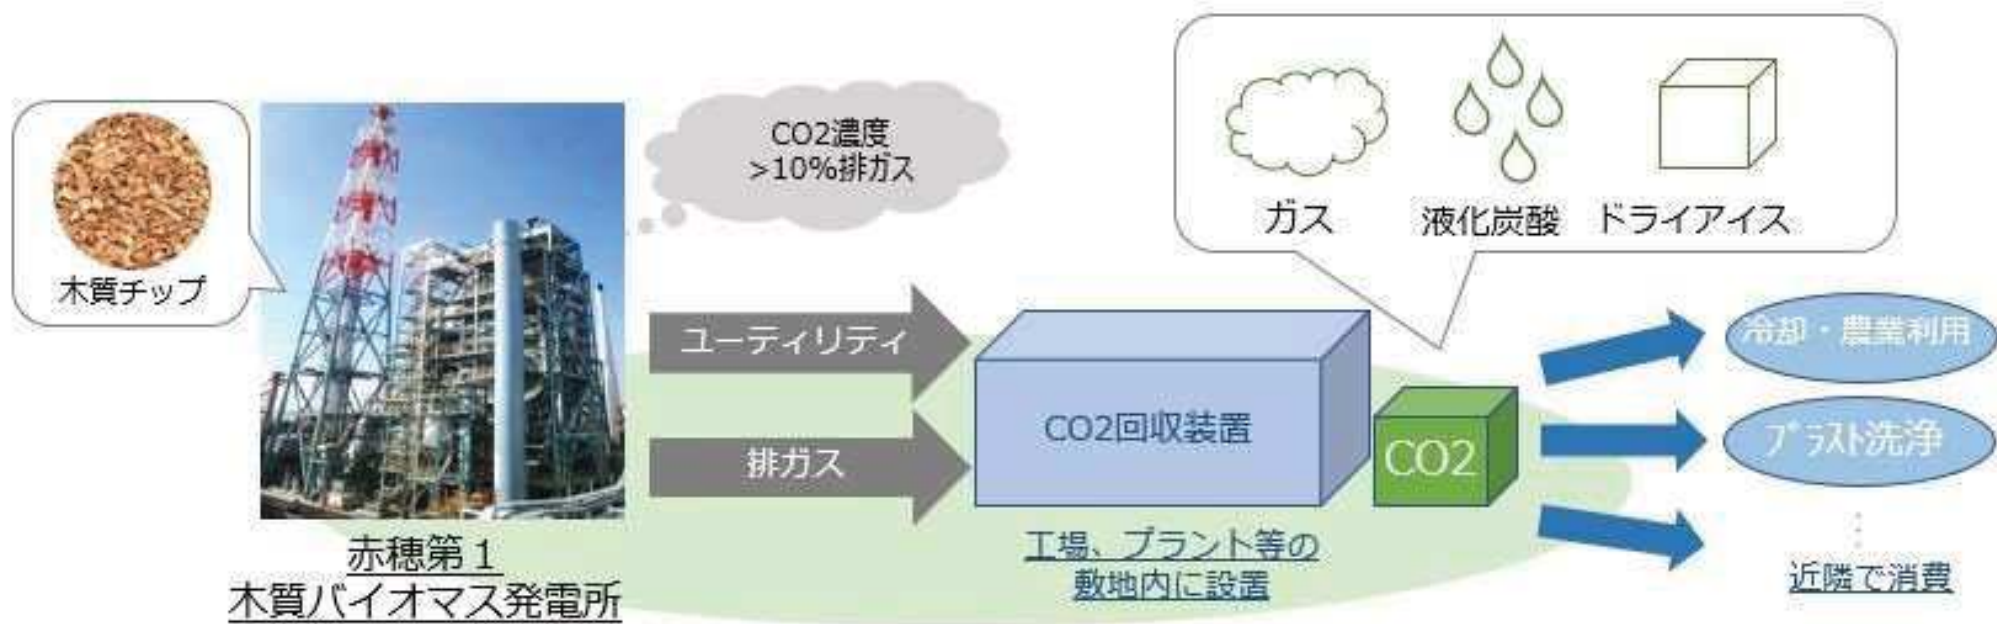 木質チップ
赤穂第1
木質バイオマス発電所
CO2濃度
>10%排ガス
ユーティリティ
排ガス
CO2回収装置
工場、プラント等の
敷地内に設置
CO2
ガス
液化炭酸
ドライアイス
冷却・農業利用
ブラスト洗浄
近隣で消費